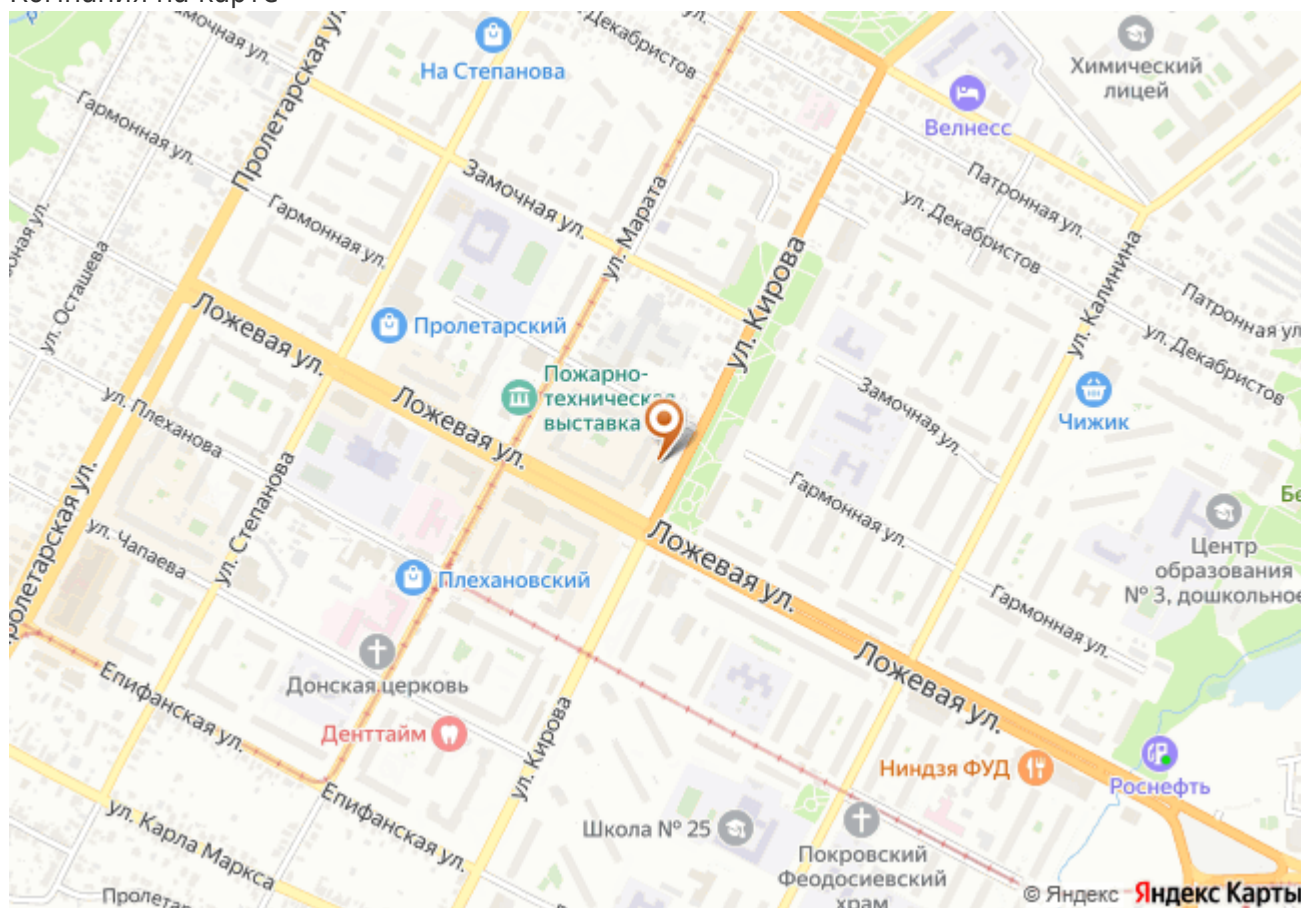 Компания на карте
Замочная ул.
Пролетарская ул.
На Степанова
ул. Декабристов
Химический
лицей
Велнесс
Гармонная ул.
Замочная ул.
ул. Марата
Патронная ул.
ул. Декабристов
Гармонная ул.
ул. Осташева
ул. Кирова
ул. Калинина
Патронная ул
ул. Декабристов
Ложевая ул.
Пролетарский
Пожарно-
техническая
выставка
Чижик
ул. Плеханова
Ложевая ул.
Замочная ул.
Гармонная ул.
Пролетарская ул.
ул. Степанова
ул. Чапаева
Ложевая ул.
Центр
образования
№ 3, дошкольное
Плехановский
Гармонная ул.
Донская церковь
Ложевая ул.
Епифанская ул.
Денттайм
ул. Кирова
Ниндзя ФУД
Роснефть
Епифанская ул.
ул. Карла Маркса
Школа № 25
Покровский
Феодосиевский
храм
© Яндекс Яндекс Карты